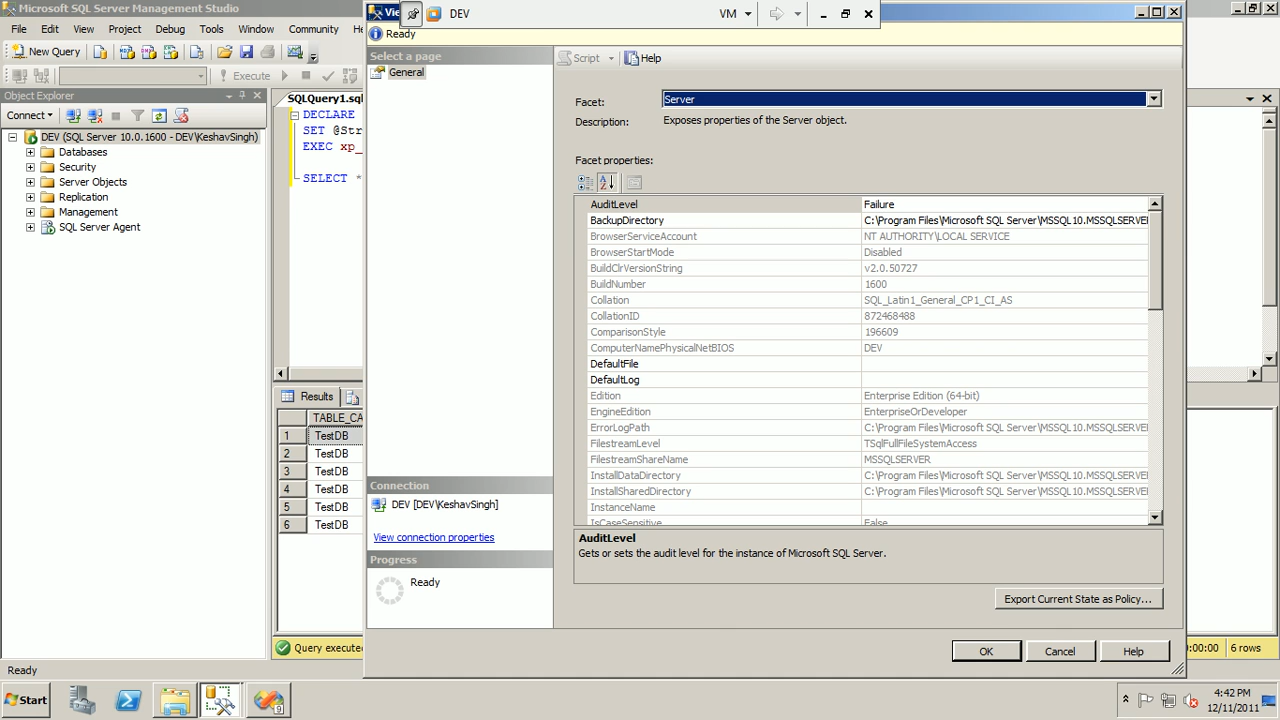 Microsoft SQL Server Management Studio
File Edit View Project Debug Tools Window Community He
New Query
Execute
Object Explorer
Connect
DEV (SQL Server 10.0.1600 - DEV\KeshavSingh)
Databases
Security
Server Objects
Replication
Management
SQL Server Agent
SQLQuery1.sql
DECLARE
SET @Str
EXEC xp_
SELECT *
Results
TABLE_CA
1 TestDB
2 TestDB
3 TestDB
4 TestDB
5 TestDB
6 TestDB
Query executed
0:00:00 6 rows
Ready
Vie
DEV
VM
Ready
Select a page
General
Script Help
Facet: Server
Description: Exposes properties of the Server object.
Facet properties:
AuditLevel Failure
BackupDirectory C:\Program Files\Microsoft SQL Server\MSSQL10.MSSQLSERVER
BrowserServiceAccount NT AUTHORITY\LOCAL SERVICE
BrowserStartMode Disabled
BuildClrVersionString v2.0.50727
BuildNumber 1600
Collation SQL_Latin1_General_CP1_CI_AS
CollationID 872468488
ComparisonStyle 196609
ComputerNamePhysicalNetBIOS DEV
DefaultFile
DefaultLog
Edition Enterprise Edition (64-bit)
EngineEdition EnterpriseOrDeveloper
ErrorLogPath C:\Program Files\Microsoft SQL Server\MSSQL10.MSSQLSERVER
FilestreamLevel TSqlFullFileSystemAccess
FilestreamShareName MSSQLSERVER
InstallDataDirectory C:\Program Files\Microsoft SQL Server\MSSQL10.MSSQLSERVER
InstallSharedDirectory C:\Program Files\Microsoft SQL Server\MSSQL10.MSSQLSERVER
InstanceName
IsCaseSensitive False
AuditLevel
Gets or sets the audit level for the instance of Microsoft SQL Server.
Export Current State as Policy...
Connection
DEV [DEV\KeshavSingh]
View connection properties
Progress
Ready
OK Cancel Help
Start
4:42 PM
12/11/2011